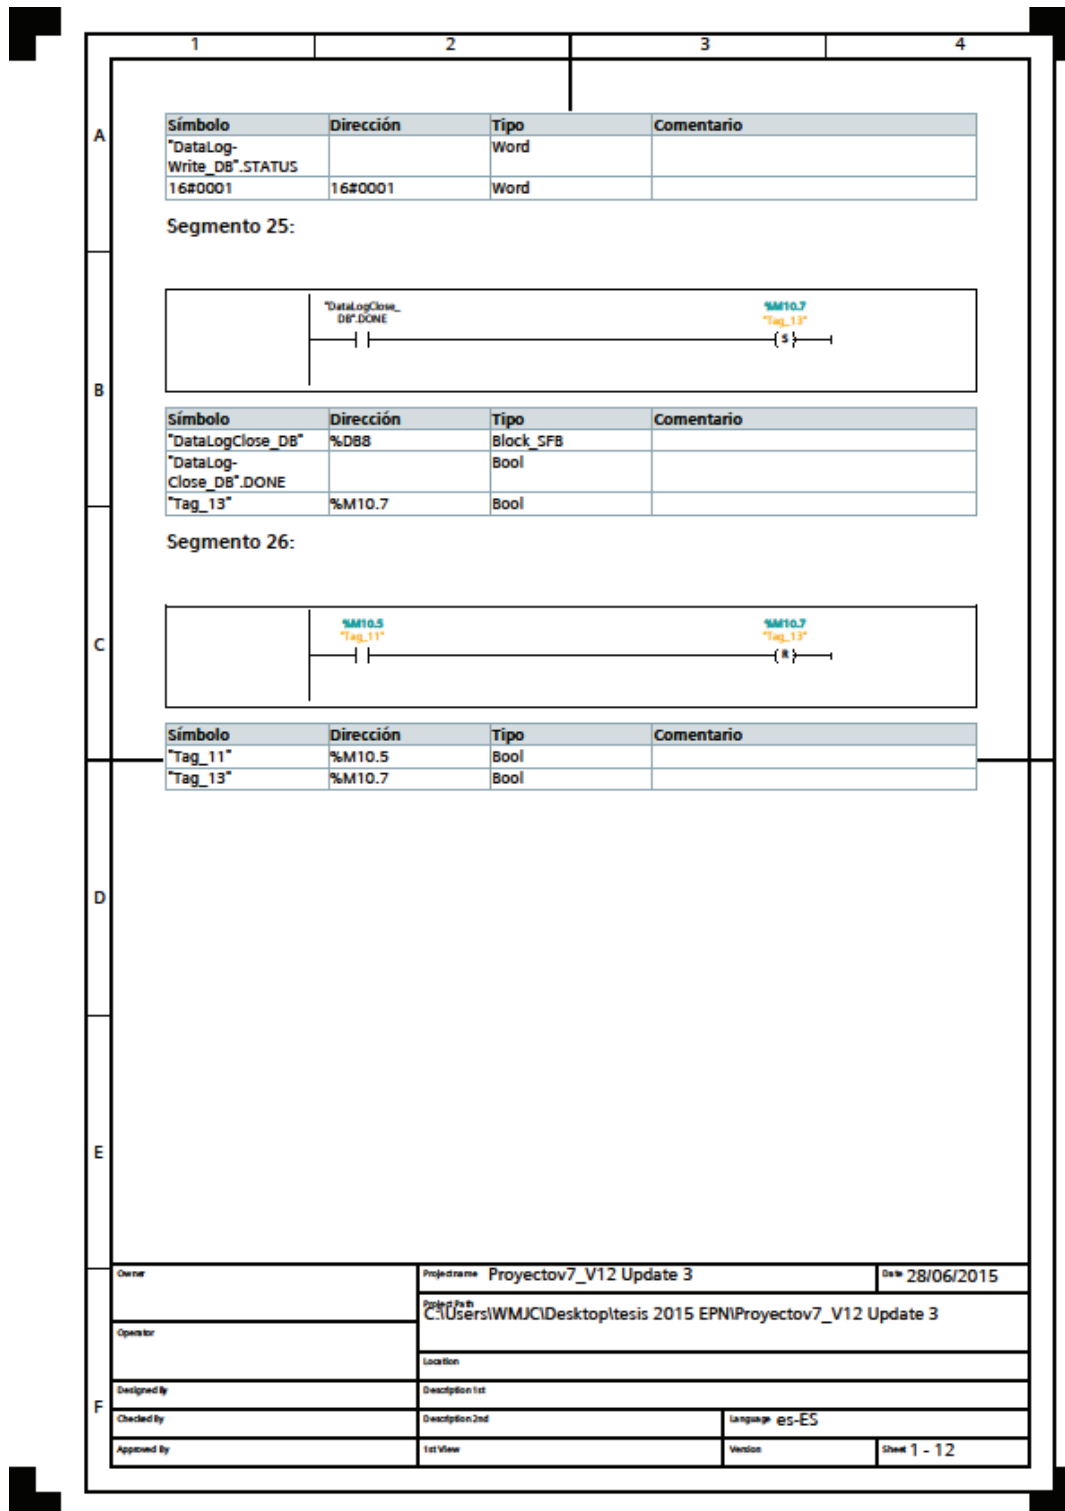 1 2 3 4
A
Símbolo Dirección Tipo Comentario
"DataLog- Word
Write_DB".STATUS
16#0001 16#0001 Word
Segmento 25:
"DataLogClose_ %M10.7
DB".DONE "Tag_13"
S
B
Símbolo Dirección Tipo Comentario
"DataLogClose_DB" %DB8 Block_SFB
"DataLog- Bool
Close_DB".DONE
"Tag_13" %M10.7 Bool
Segmento 26:
%M10.5 %M10.7
"Tag_11" "Tag_13"
R
C
Símbolo Dirección Tipo Comentario
"Tag_11" %M10.5 Bool
"Tag_13" %M10.7 Bool
D
E
Owner Projectname Proyectov7_V12 Update 3 Date 28/06/2015
Project Path
C:\Users\WMJC\Desktop\tesis 2015 EPN\Proyectov7_V12 Update 3
Operator
Location
Designed By Description 1st
F
Checked By Description 2nd Language es-ES
Approved By 1st View Version Sheet 1 - 12